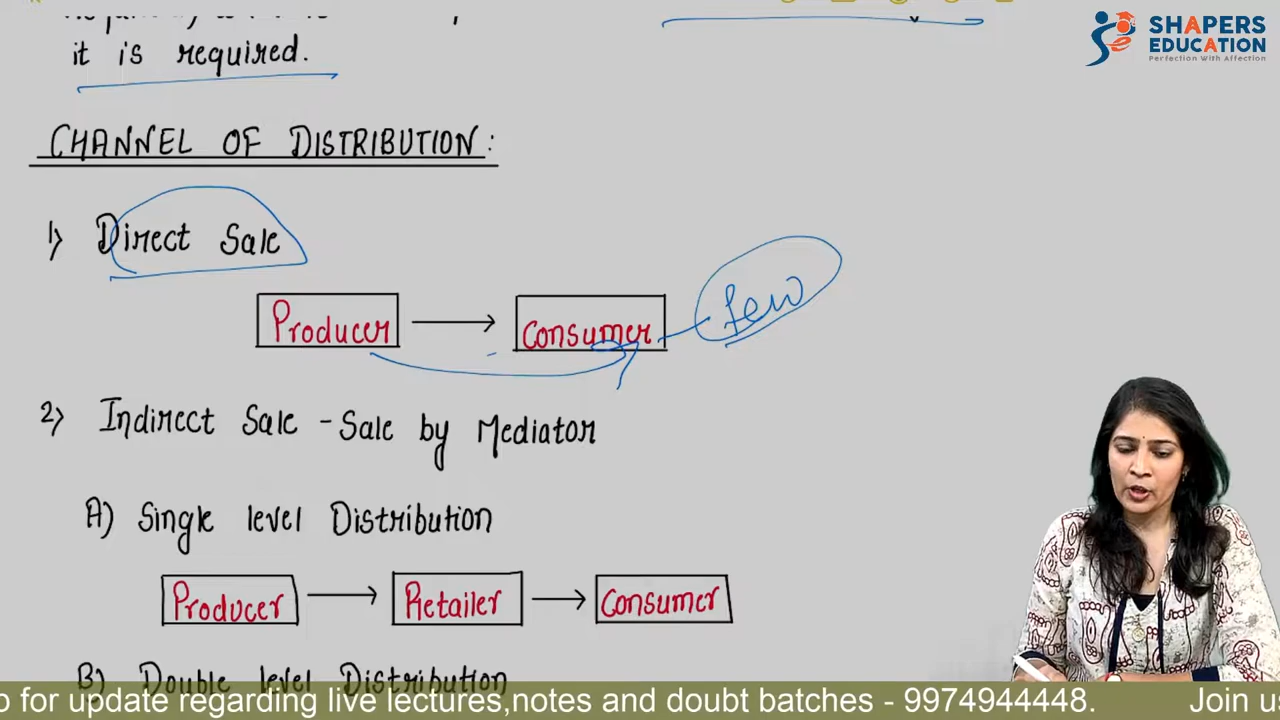 it is required.
SHAPERS
EDUCATION
Perfection With Affection
CHANNEL OF DISTRIBUTION:
1) Direct Sale
Producer → Consumer
few
2) Indirect Sale - Sale by Mediator
A) Single level Distribution
Producer → Retailer → Consumer
B) Double level Distribution
o for update regarding live lectures,notes and doubt batches - 9974944448. Join us